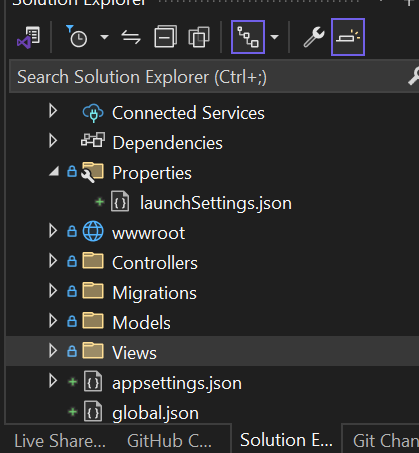 Solution Explorer
Search Solution Explorer (Ctrl+;)
Connected Services
Dependencies
Properties
launchSettings.json
wwwroot
Controllers
Migrations
Models
Views
appsettings.json
global.json
Live Share... GitHub C... Solution E... Git Chan